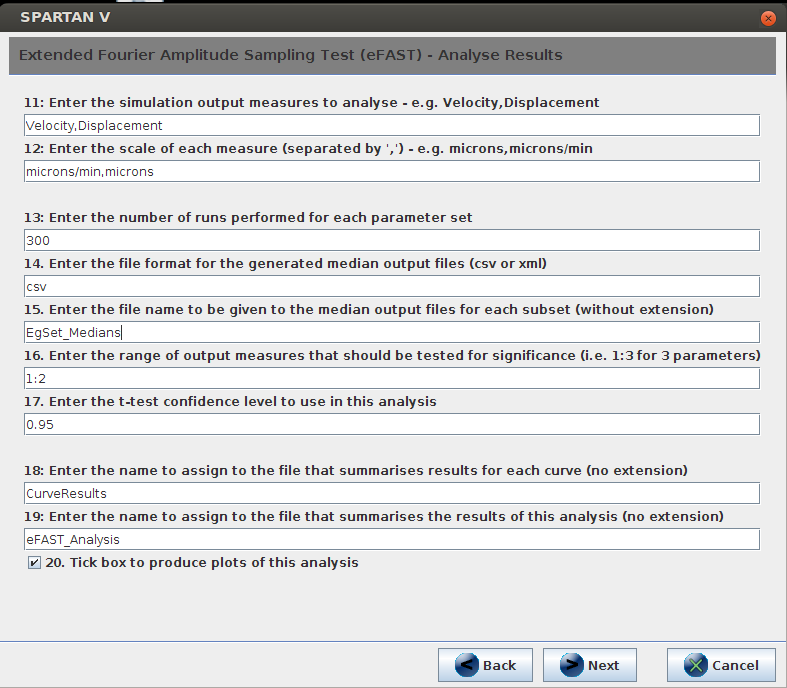 SPARTAN V
Extended Fourier Amplitude Sampling Test (eFAST) - Analyse Results
11: Enter the simulation output measures to analyse - e.g. Velocity,Displacement
Velocity,Displacement
12: Enter the scale of each measure (separated by ',') - e.g. microns,microns/min
microns/min,microns
13: Enter the number of runs performed for each parameter set
300
14. Enter the file format for the generated median output files (csv or xml)
csv
15. Enter the file name to be given to the median output files for each subset (without extension)
EgSet_Medians
16. Enter the range of output measures that should be tested for significance (i.e. 1:3 for 3 parameters)
1:2
17. Enter the t-test confidence level to use in this analysis
0.95
18: Enter the name to assign to the file that summarises results for each curve (no extension)
CurveResults
19: Enter the name to assign to the file that summarises the results of this analysis (no extension)
eFAST_Analysis
20. Tick box to produce plots of this analysis
Back Next Cancel